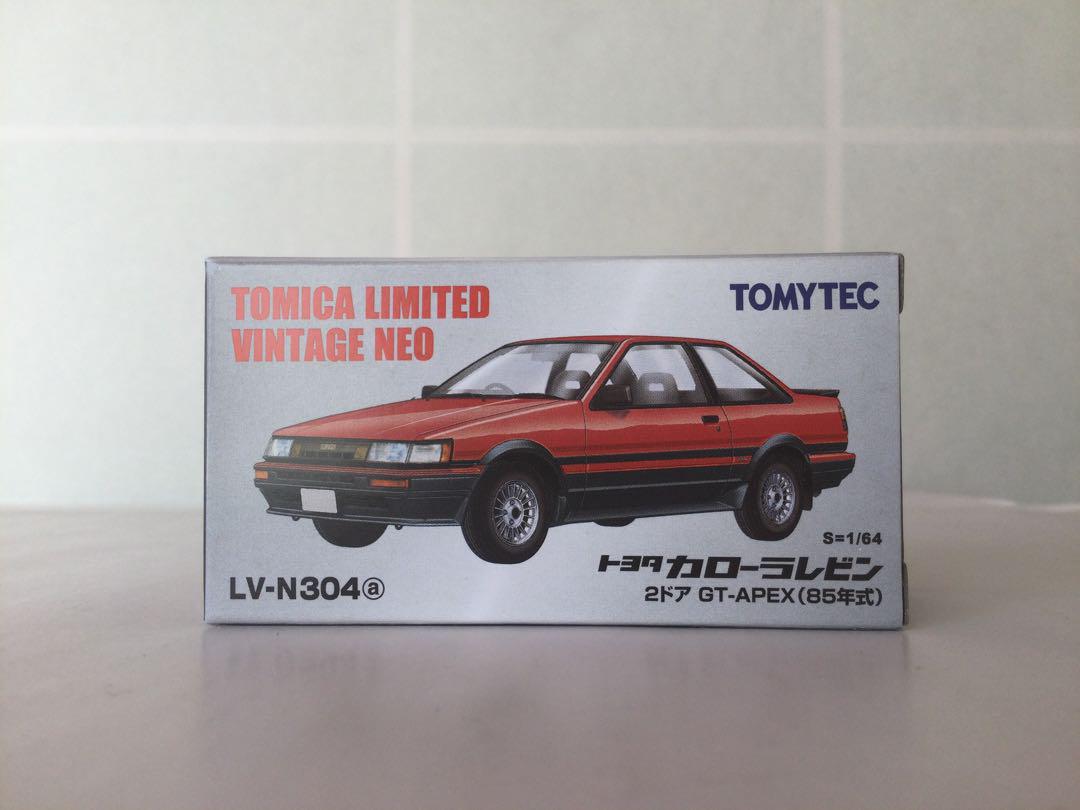 TOMICA LIMITED
VINTAGE NEO
TOMYTEC
S=1/64
トヨタ カローラレビン
LV-N304ⓐ
2ドア GT-APEX(85年式)